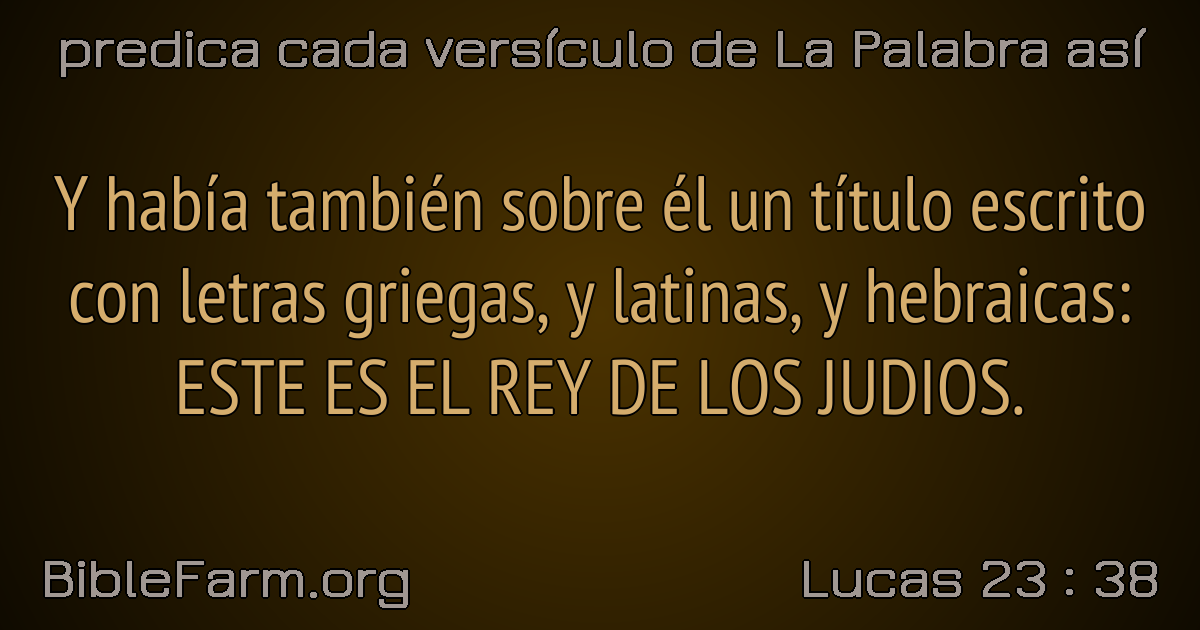 predica cada versículo de La Palabra así
Y había también sobre él un título escrito
con letras griegas, y latinas, y hebraicas:
ESTE ES EL REY DE LOS JUDIOS.
BibleFarm.org
Lucas 23 : 38